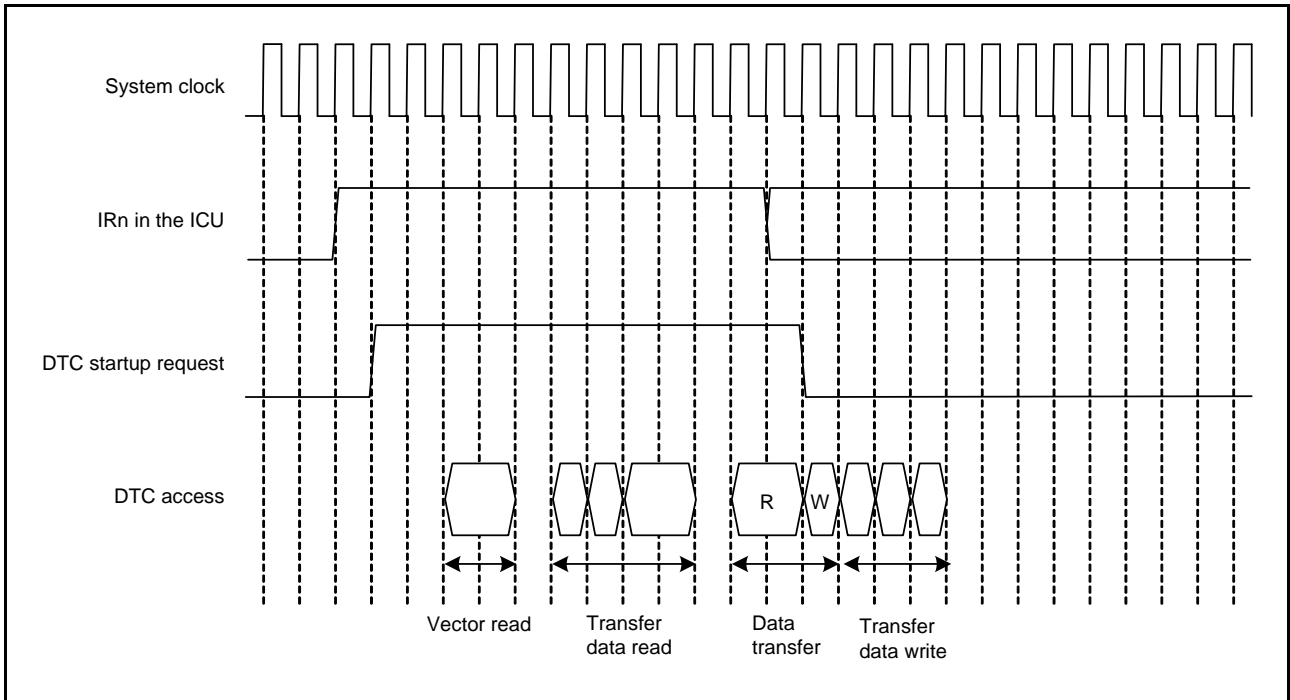 System clock
IRn in the ICU
DTC startup request
DTC access
R
W
Vector read
Transfer
data read
Data
transfer
Transfer
data write